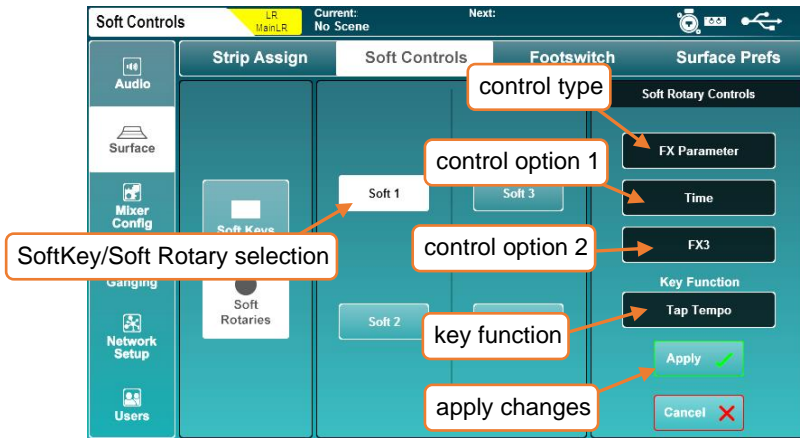 Soft Controls
LR
MainLR
Current:
No Scene
Next:
Strip Assign
Soft Controls
Footswitch
Surface Prefs
Audio
Surface
Mixer
Config
Ganging
Network
Setup
Users
Soft Keys
Soft
Rotaries
Soft 1
Soft 2
Soft 3
Soft Rotary Controls
FX Parameter
Time
FX3
Key Function
Tap Tempo
Apply
Cancel
control type
control option 1
SoftKey/Soft Rotary selection
control option 2
key function
apply changes